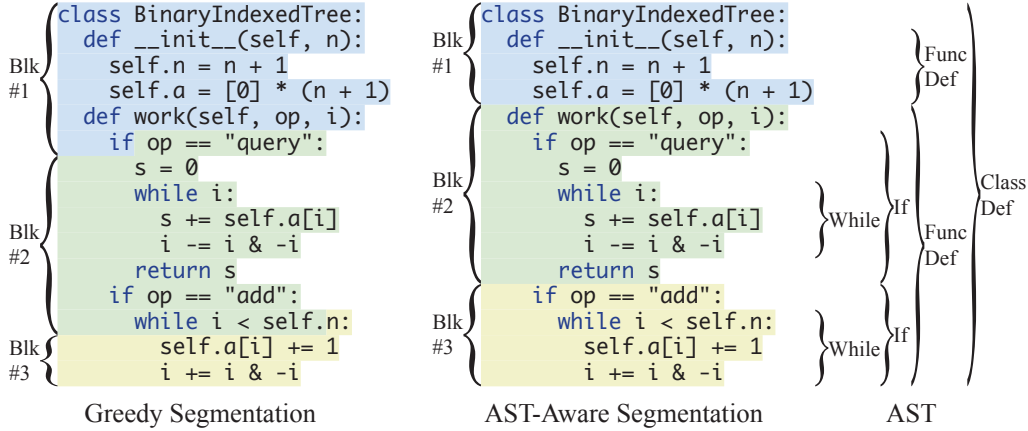 class BinaryIndexedTree:
  def __init__(self, n):
    self.n = n + 1
    self.a = [0] * (n + 1)
  def work(self, op, i):
    if op == "query":
      s = 0
      while i:
        s += self.a[i]
        i -= i & -i
      return s
    if op == "add":
      while i < self.n:
        self.a[i] += 1
        i += i & -i
Blk
#1
Blk
#2
Blk
#3
Greedy Segmentation
class BinaryIndexedTree:
  def __init__(self, n):
    self.n = n + 1
    self.a = [0] * (n + 1)
  def work(self, op, i):
    if op == "query":
      s = 0
      while i:
        s += self.a[i]
        i -= i & -i
      return s
    if op == "add":
      while i < self.n:
        self.a[i] += 1
        i += i & -i
Blk
#1
Blk
#2
Blk
#3
AST-Aware Segmentation
Func
Def
While
If
Func
Def
Class
Def
While
If
AST